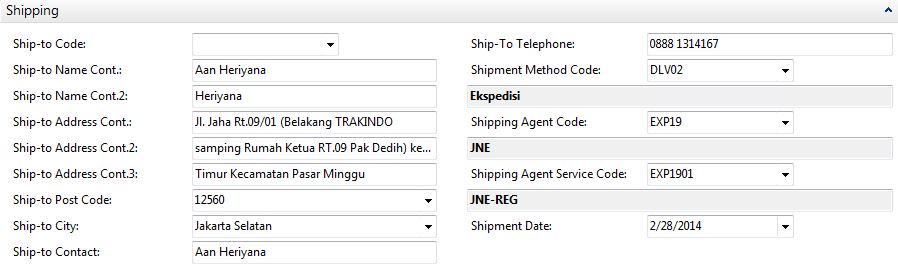 Shipping
Ship-to Code:
Ship-to Name Cont.: Aan Heriyana
Ship-to Name Cont.2: Heriyana
Ship-to Address Cont.: Jl. Jaha Rt.09/01 (Belakang TRAKINDO
Ship-to Address Cont.2: samping Rumah Ketua RT.09 Pak Dedih) ke...
Ship-to Address Cont.3: Timur Kecamatan Pasar Minggu
Ship-to Post Code: 12560
Ship-to City: Jakarta Selatan
Ship-to Contact: Aan Heriyana
Ship-To Telephone: 0888 1314167
Shipment Method Code: DLV02
Ekspedisi
Shipping Agent Code: EXP19
JNE
Shipping Agent Service Code: EXP1901
JNE-REG
Shipment Date: 2/28/2014